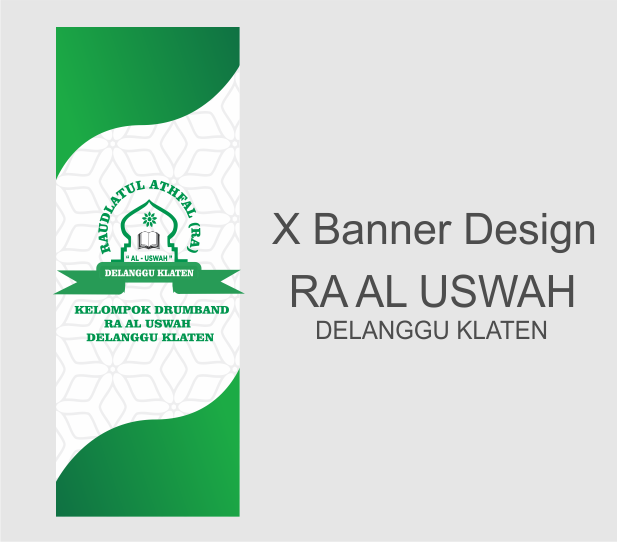 RAUDLATUL ATHFAL (RA)
" AL - USWAH "
DELANGGU KLATEN
KELOMPOK DRUMBAND
RA AL USWAH
DELANGGU KLATEN
X Banner Design
RA AL USWAH
DELANGGU KLATEN